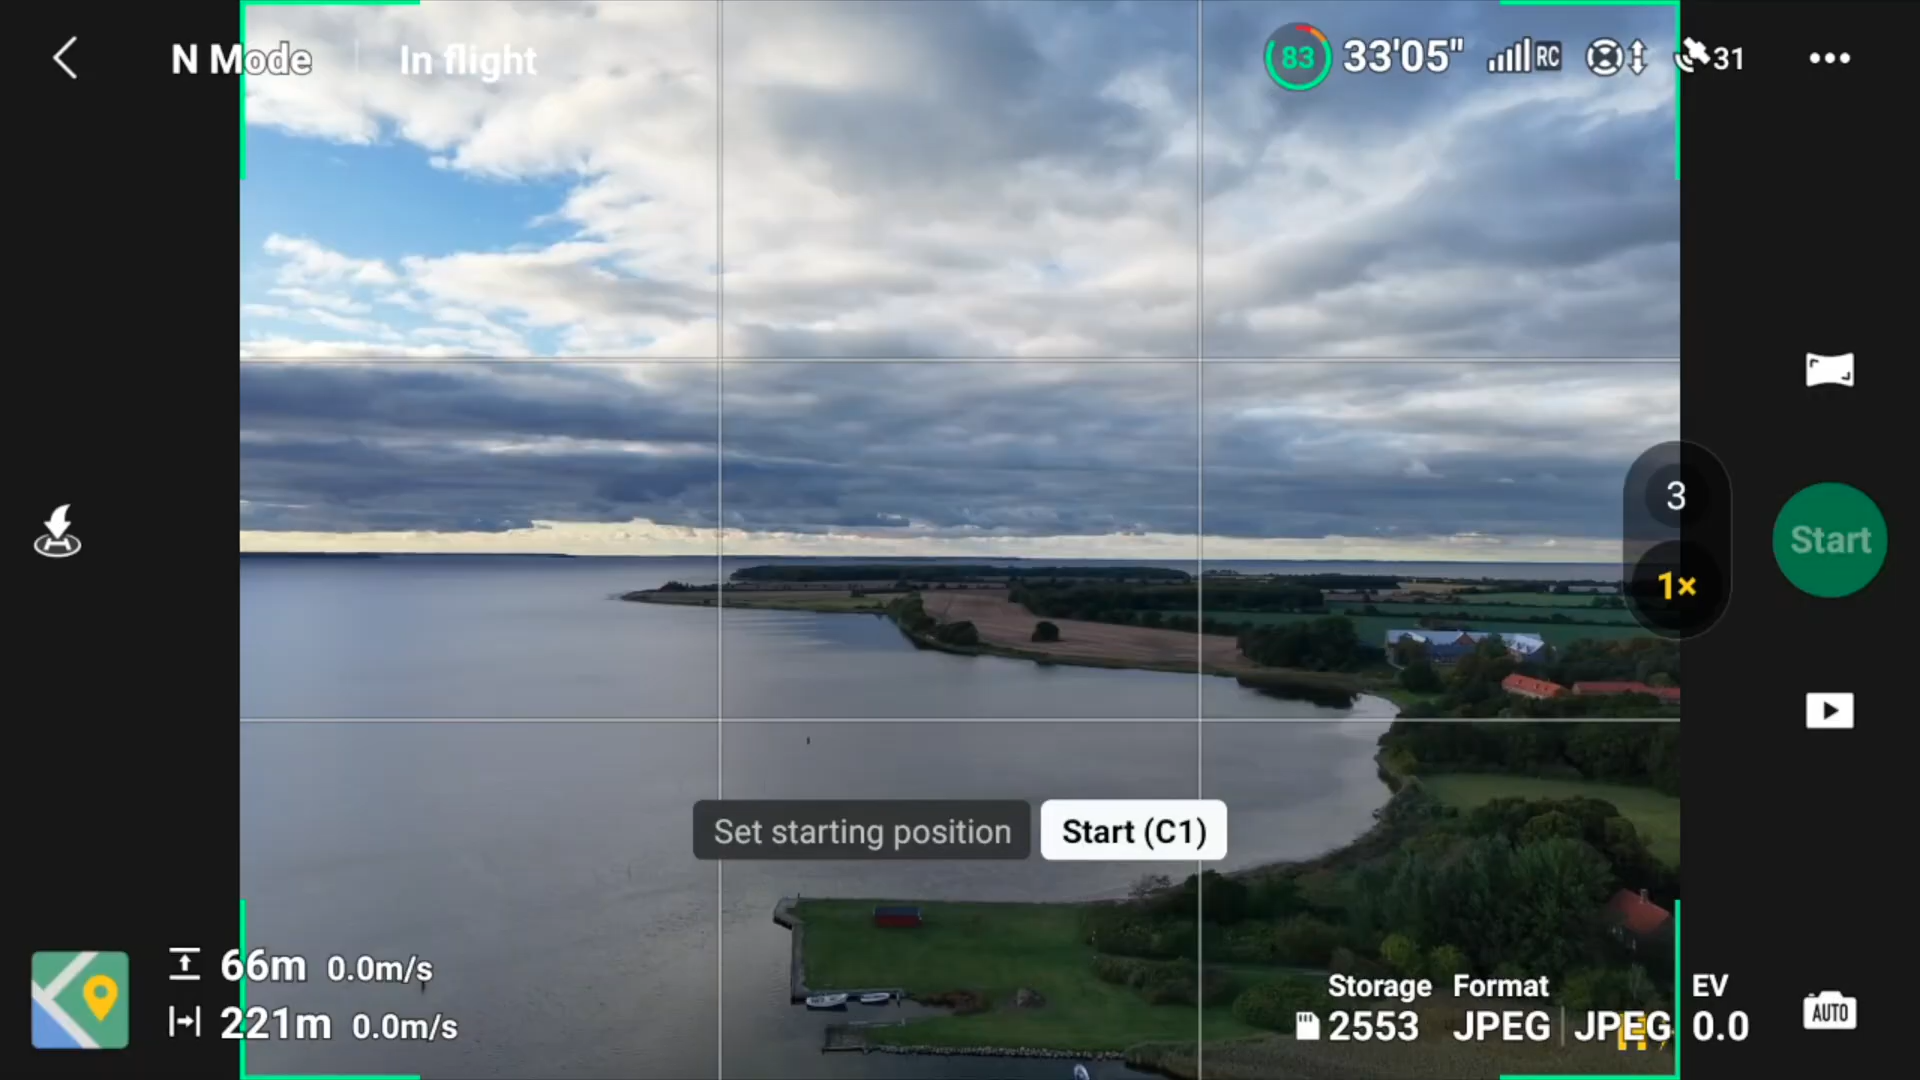 N Mode
In flight
83
33'05"
RC
31
3
1×
Start
Set starting position
Start (C1)
66m 0.0m/s
221m 0.0m/s
Storage Format EV
2553 JPEG JPEG 0.0
AUTO